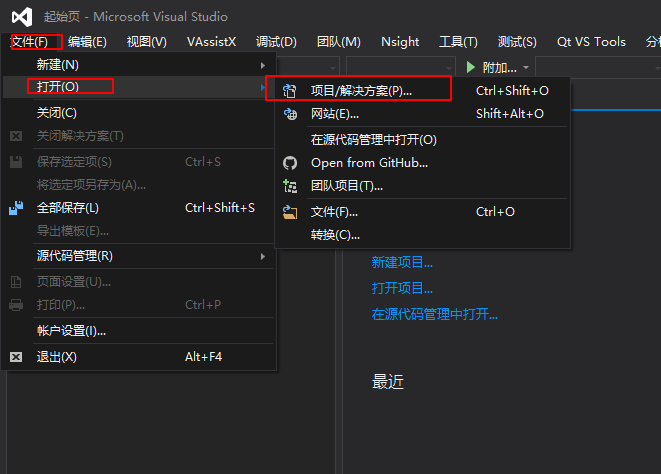 起始页 - Microsoft Visual Studio
文件(F) 编辑(E) 视图(V) VAssistX 调试(D) 团队(M) Nsight 工具(T) 测试(S) Qt VS Tools 分析
新建(N)
附加...
打开(O)
项目/解决方案(P)... Ctrl+Shift+O
关闭(C)
网站(E)... Shift+Alt+O
关闭解决方案(T)
在源代码管理中打开(O)
保存选定项(S) Ctrl+S
Open from GitHub...
将选定项另存为(A)...
团队项目(T)...
全部保存(L) Ctrl+Shift+S
文件(F)... Ctrl+O
导出模板(E)...
转换(C)...
源代码管理(R)
新建项目...
页面设置(U)...
打开项目...
打印(P)... Ctrl+P
在源代码管理中打开...
帐户设置(I)...
退出(X) Alt+F4
最近